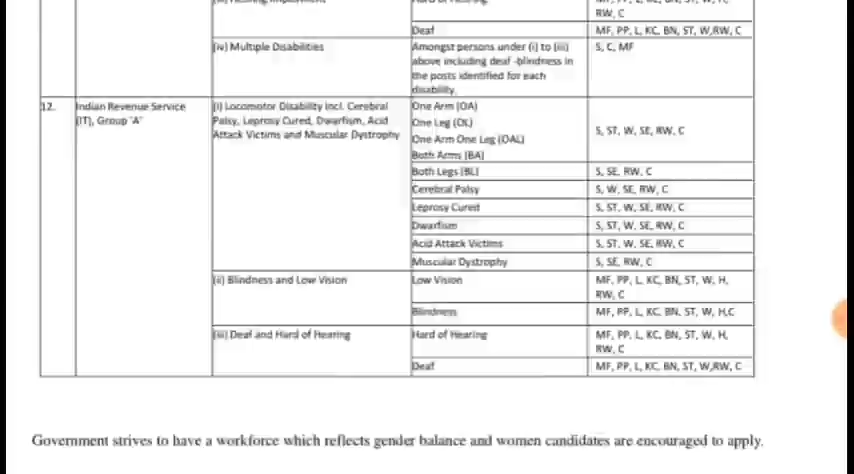 RW, C
Deaf MF, PP, L, KC, BN, ST, W,RW, C
(iv) Multiple Disabilities Amongst persons under (i) to (iii) S, C, MF
above including deaf -blindness in
the posts identified for each
disability.
12. Indian Revenue Service (i) Locomotor Disability incl. Cerebral One Arm (OA)
(IT), Group 'A' Palsy, Leprosy Cured, Dwarfism, Acid One Leg (OL)
Attack Victims and Muscular Dystrophy One Arm One Leg (OAL) S, ST, W, SE, RW, C
Both Arms (BA)
Both Legs (BL) S, SE, RW, C
Cerebral Palsy S, W, SE, RW, C
Leprosy Cured S, ST, W, SE, RW, C
Dwarfism S, ST, W, SE, RW, C
Acid Attack Victims S, ST, W, SE, RW, C
Muscular Dystrophy S, SE, RW, C
(ii) Blindness and Low Vision Low Vision MF, PP, L, KC, BN, ST, W, H,
RW, C
Blindness MF, PP, L, KC, BN, ST, W, H,C
(iii) Deaf and Hard of Hearing Hard of Hearing MF, PP, L, KC, BN, ST, W, H,
RW, C
Deaf MF, PP, L, KC, BN, ST, W,RW, C
Government strives to have a workforce which reflects gender balance and women candidates are encouraged to apply.